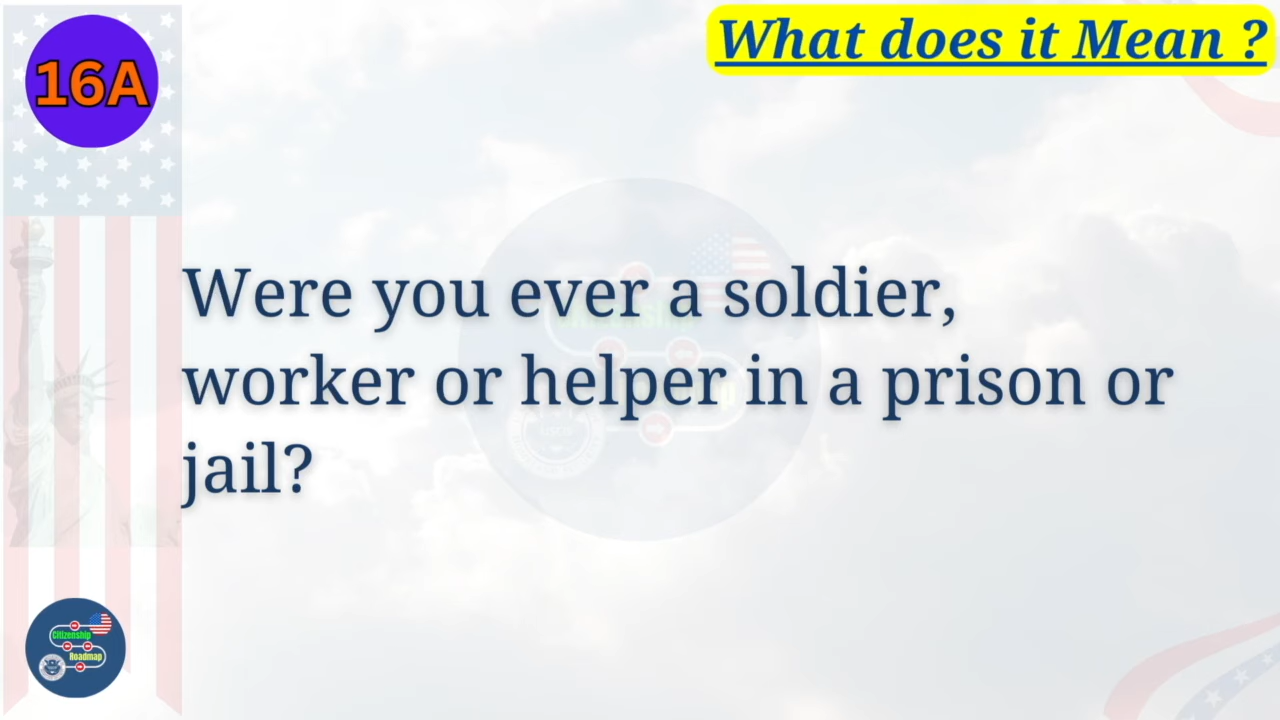 16A
What does it Mean ?
Were you ever a soldier,
worker or helper in a prison or
jail?
Citizenship
Roadmap